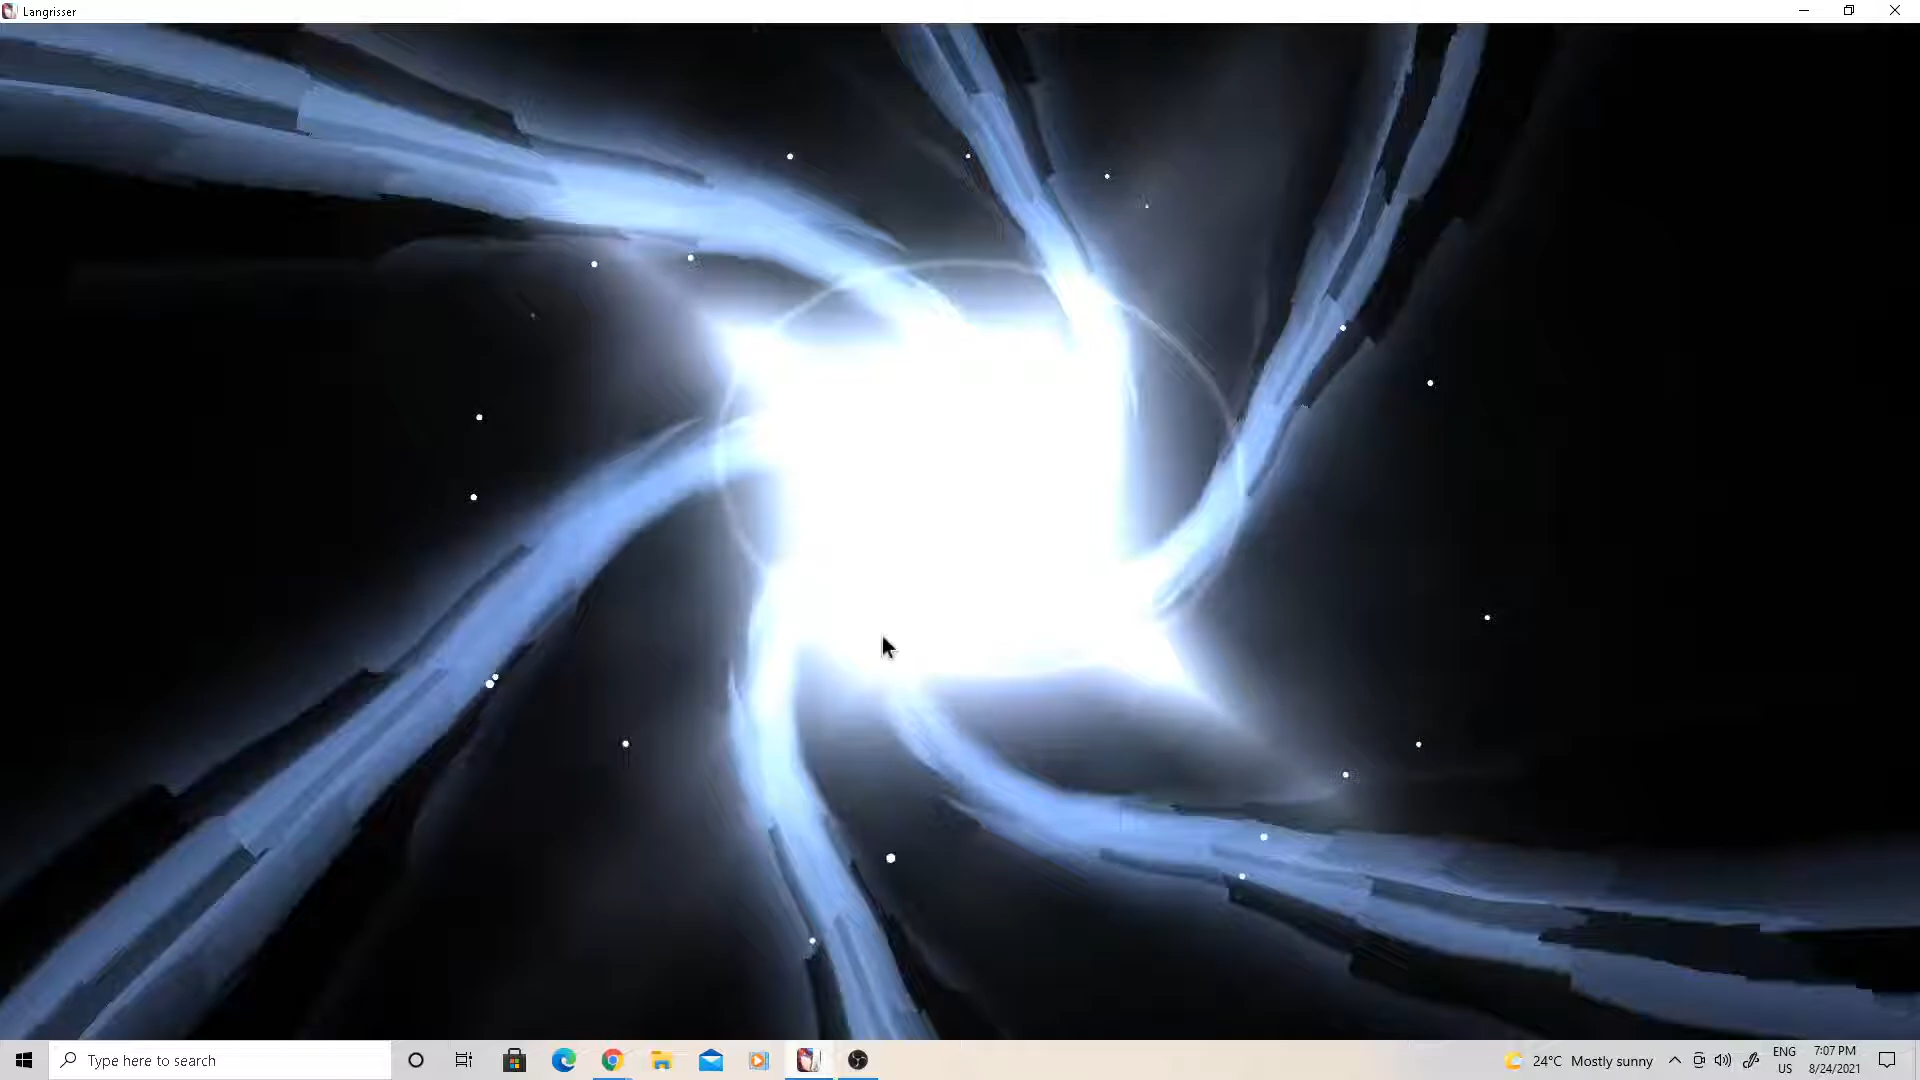 Langrisser
Type here to search
24°C Mostly sunny
ENG
US
7:07 PM
8/24/2021